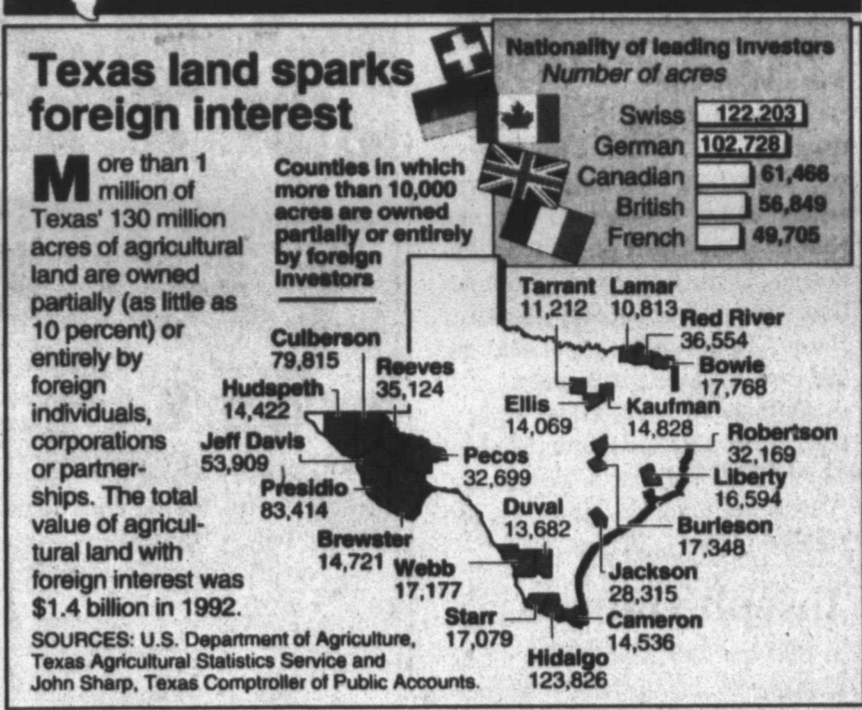 Texas land sparks
foreign interest
More than 1
million of
Texas' 130 million
acres of agricultural
land are owned
partially (as little as
10 percent) or
entirely by
foreign
individuals,
corporations
or partner-
ships. The total
value of agricul-
tural land with
foreign interest was
$1.4 billion in 1992.
Counties in which
more than 10,000
acres are owned
partially or entirely
by foreign
investors
Nationality of leading investors
Number of acres
Swiss 122,203
German 102,728
Canadian 61,466
British 56,849
French 49,705
Tarrant
11,212
Lamar
10,813
Red River
36,554
Bowie
17,768
Culberson
79,815
Reeves
35,124
Hudspeth
14,422
Ellis
14,069
Kaufman
14,828
Jeff Davis
53,909
Robertson
32,169
Pecos
32,699
Liberty
16,594
Presidio
83,414
Duval
13,682
Burleson
17,348
Brewster
14,721
Webb
17,177
Jackson
28,315
Starr
17,079
Cameron
14,536
Hidalgo
123,826
SOURCES: U.S. Department of Agriculture,
Texas Agricultural Statistics Service and
John Sharp, Texas Comptroller of Public Accounts.